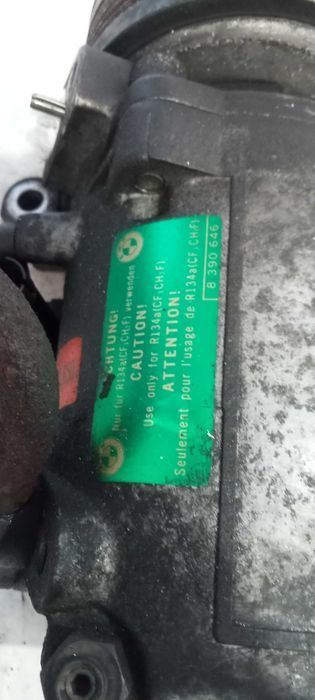 ACHTUNG!
Nur für R134a(CF₃CH₂F) verwenden
CAUTION!
Use only for R134a(CF₃CH₂F)
ATTENTION!
Seulement pour l'usage de R134a(CF₃CH₂F)
8 390 646